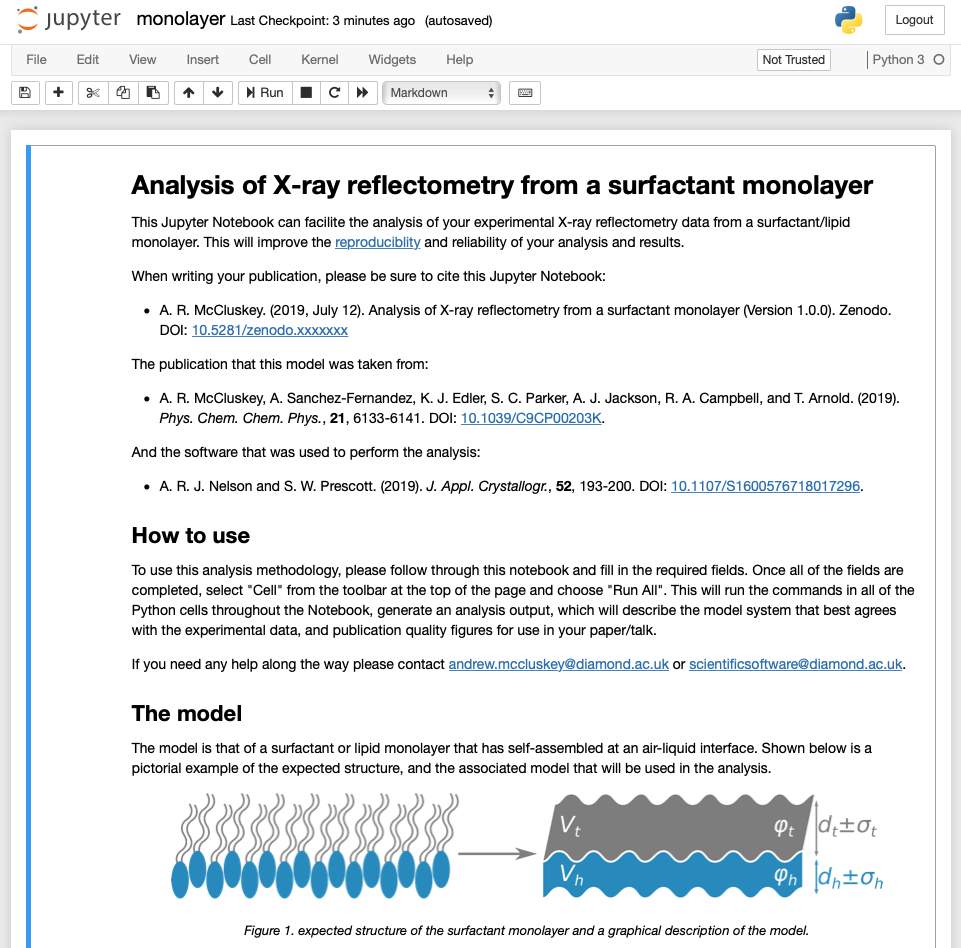 jupyter monolayer Last Checkpoint: 3 minutes ago (autosaved) Logout
File Edit View Insert Cell Kernel Widgets Help Not Trusted Python 3
Run Markdown
Analysis of X-ray reflectometry from a surfactant monolayer
This Jupyter Notebook can facilite the analysis of your experimental X-ray reflectometry data from a surfactant/lipid
monolayer. This will improve the reproduciblity and reliability of your analysis and results.
When writing your publication, please be sure to cite this Jupyter Notebook:
• A. R. McCluskey. (2019, July 12). Analysis of X-ray reflectometry from a surfactant monolayer (Version 1.0.0). Zenodo.
DOI: 10.5281/zenodo.xxxxxxx
The publication that this model was taken from:
• A. R. McCluskey, A. Sanchez-Fernandez, K. J. Edler, S. C. Parker, A. J. Jackson, R. A. Campbell, and T. Arnold. (2019).
Phys. Chem. Chem. Phys., 21, 6133-6141. DOI: 10.1039/C9CP00203K.
And the software that was used to perform the analysis:
• A. R. J. Nelson and S. W. Prescott. (2019). J. Appl. Crystallogr., 52, 193-200. DOI: 10.1107/S1600576718017296.
How to use
To use this analysis methodology, please follow through this notebook and fill in the required fields. Once all of the fields are
completed, select "Cell" from the toolbar at the top of the page and choose "Run All". This will run the commands in all of the
Python cells throughout the Notebook, generate an analysis output, which will describe the model system that best agrees
with the experimental data, and publication quality figures for use in your paper/talk.
If you need any help along the way please contact andrew.mccluskey@diamond.ac.uk or scientificsoftware@diamond.ac.uk.
The model
The model is that of a surfactant or lipid monolayer that has self-assembled at an air-liquid interface. Shown below is a
pictorial example of the expected structure, and the associated model that will be used in the analysis.
Vt φt dt±σt
Vh φh dh±σh
Figure 1. expected structure of the surfactant monolayer and a graphical description of the model.